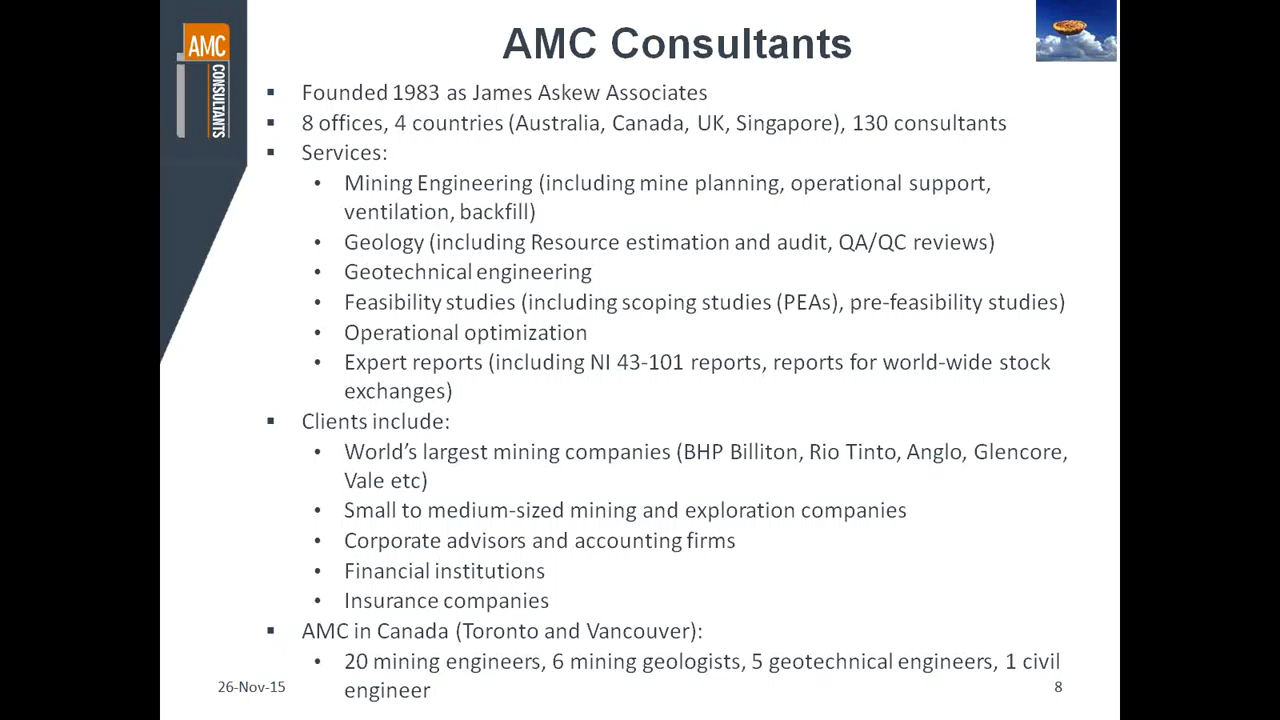 AMC
CONSULTANTS
AMC Consultants
▪ Founded 1983 as James Askew Associates
▪ 8 offices, 4 countries (Australia, Canada, UK, Singapore), 130 consultants
▪ Services:
• Mining Engineering (including mine planning, operational support,
ventilation, backfill)
• Geology (including Resource estimation and audit, QA/QC reviews)
• Geotechnical engineering
• Feasibility studies (including scoping studies (PEAs), pre-feasibility studies)
• Operational optimization
• Expert reports (including NI 43-101 reports, reports for world-wide stock
exchanges)
▪ Clients include:
• World’s largest mining companies (BHP Billiton, Rio Tinto, Anglo, Glencore,
Vale etc)
• Small to medium-sized mining and exploration companies
• Corporate advisors and accounting firms
• Financial institutions
• Insurance companies
▪ AMC in Canada (Toronto and Vancouver):
• 20 mining engineers, 6 mining geologists, 5 geotechnical engineers, 1 civil
engineer
26-Nov-15
8